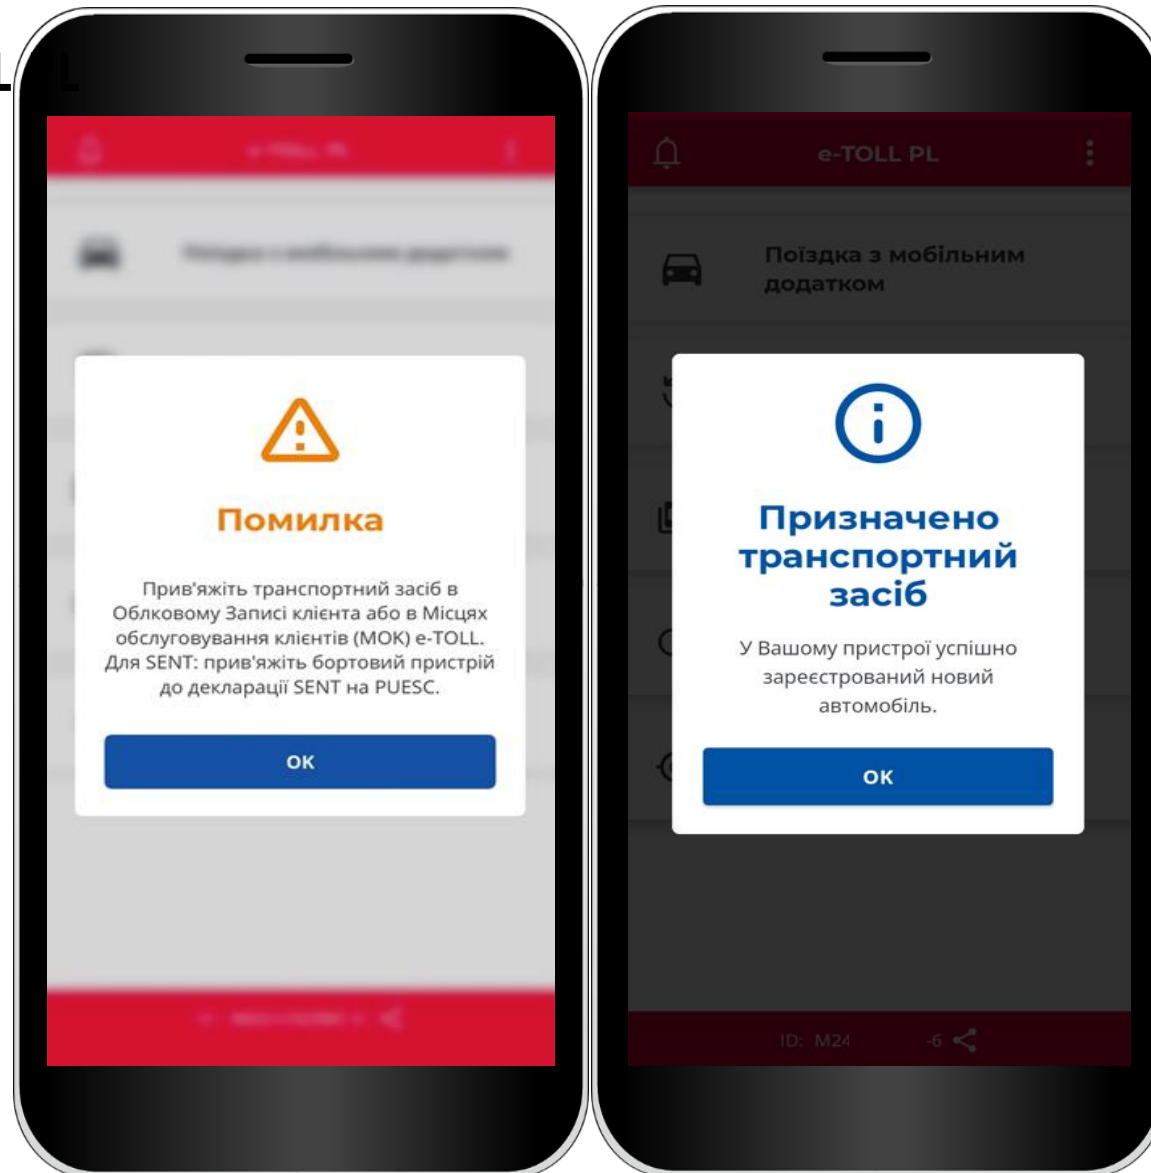 L PL
Помилка
Прив'яжіть транспортний засіб в
Облковому Записі клієнта або в Місцях
обслуговування клієнтів (МОК) e-TOLL.
Для SENT: прив'яжіть бортовий пристрій
до декларації SENT на PUESC.
OK
e-TOLL PL
Поїздка з мобільним
додатком
Призначено
транспортний
засіб
У Вашому пристрої успішно
зареєстрований новий
автомобіль.
OK
ID: M24 -6